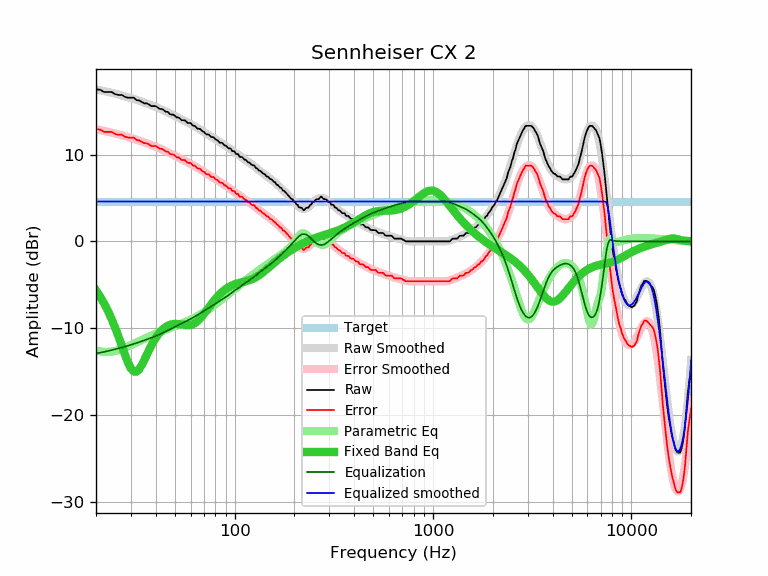 Sennheiser CX 2
Amplitude (dBr)
10
0
−10
−20
−30
Target
Raw Smoothed
Error Smoothed
Raw
Error
Parametric Eq
Fixed Band Eq
Equalization
Equalized smoothed
100
1000
10000
Frequency (Hz)